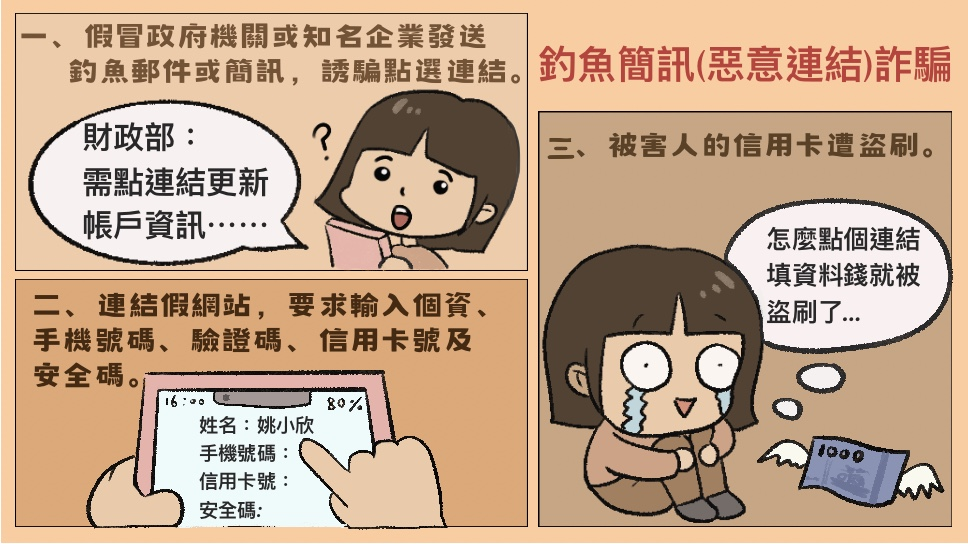 釣魚簡訊(惡意連結)詐騙
一、假冒政府機關或知名企業發送
釣魚郵件或簡訊，誘騙點選連結。
財政部：
需點連結更新
帳戶資訊……
?
二、連結假網站，要求輸入個資、
手機號碼、驗證碼、信用卡號及
安全碼。
16:00
80%
姓名：姚小欣
手機號碼：
信用卡號：
安全碼:
三、被害人的信用卡遭盜刷。
怎麼點個連結
填資料錢就被
盜刷了...
1000